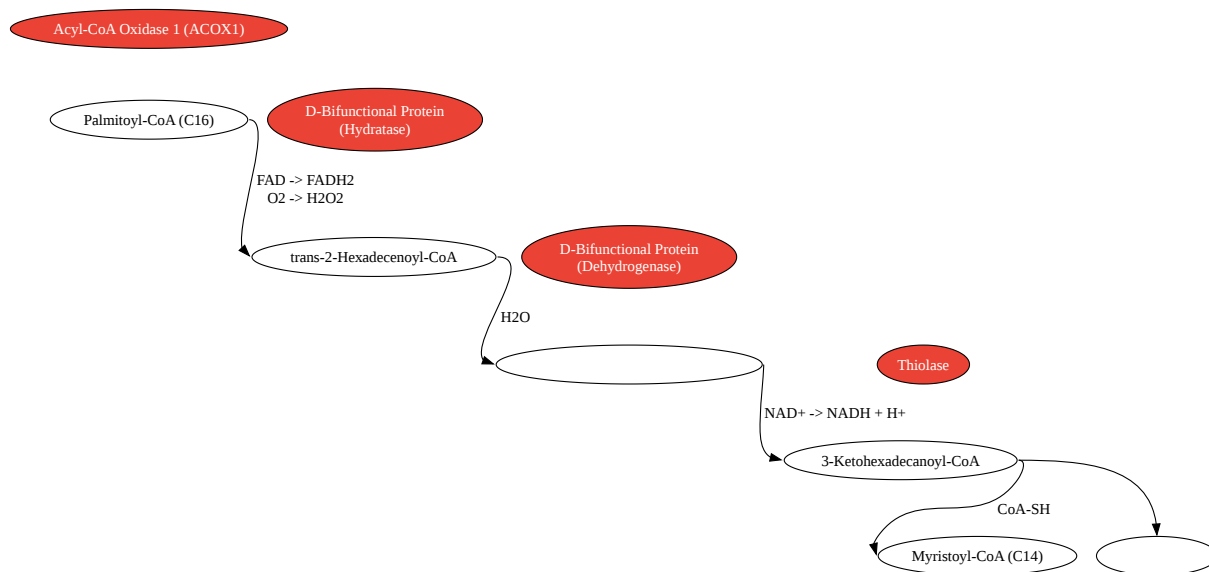 Acyl-CoA Oxidase 1 (ACOX1)
Palmitoyl-CoA (C16)
D-Bifunctional Protein
(Hydratase)
FAD -> FADH2
O2 -> H2O2
trans-2-Hexadecenoyl-CoA
D-Bifunctional Protein
(Dehydrogenase)
H2O
Thiolase
NAD+ -> NADH + H+
3-Ketohexadecanoyl-CoA
CoA-SH
Myristoyl-CoA (C14)